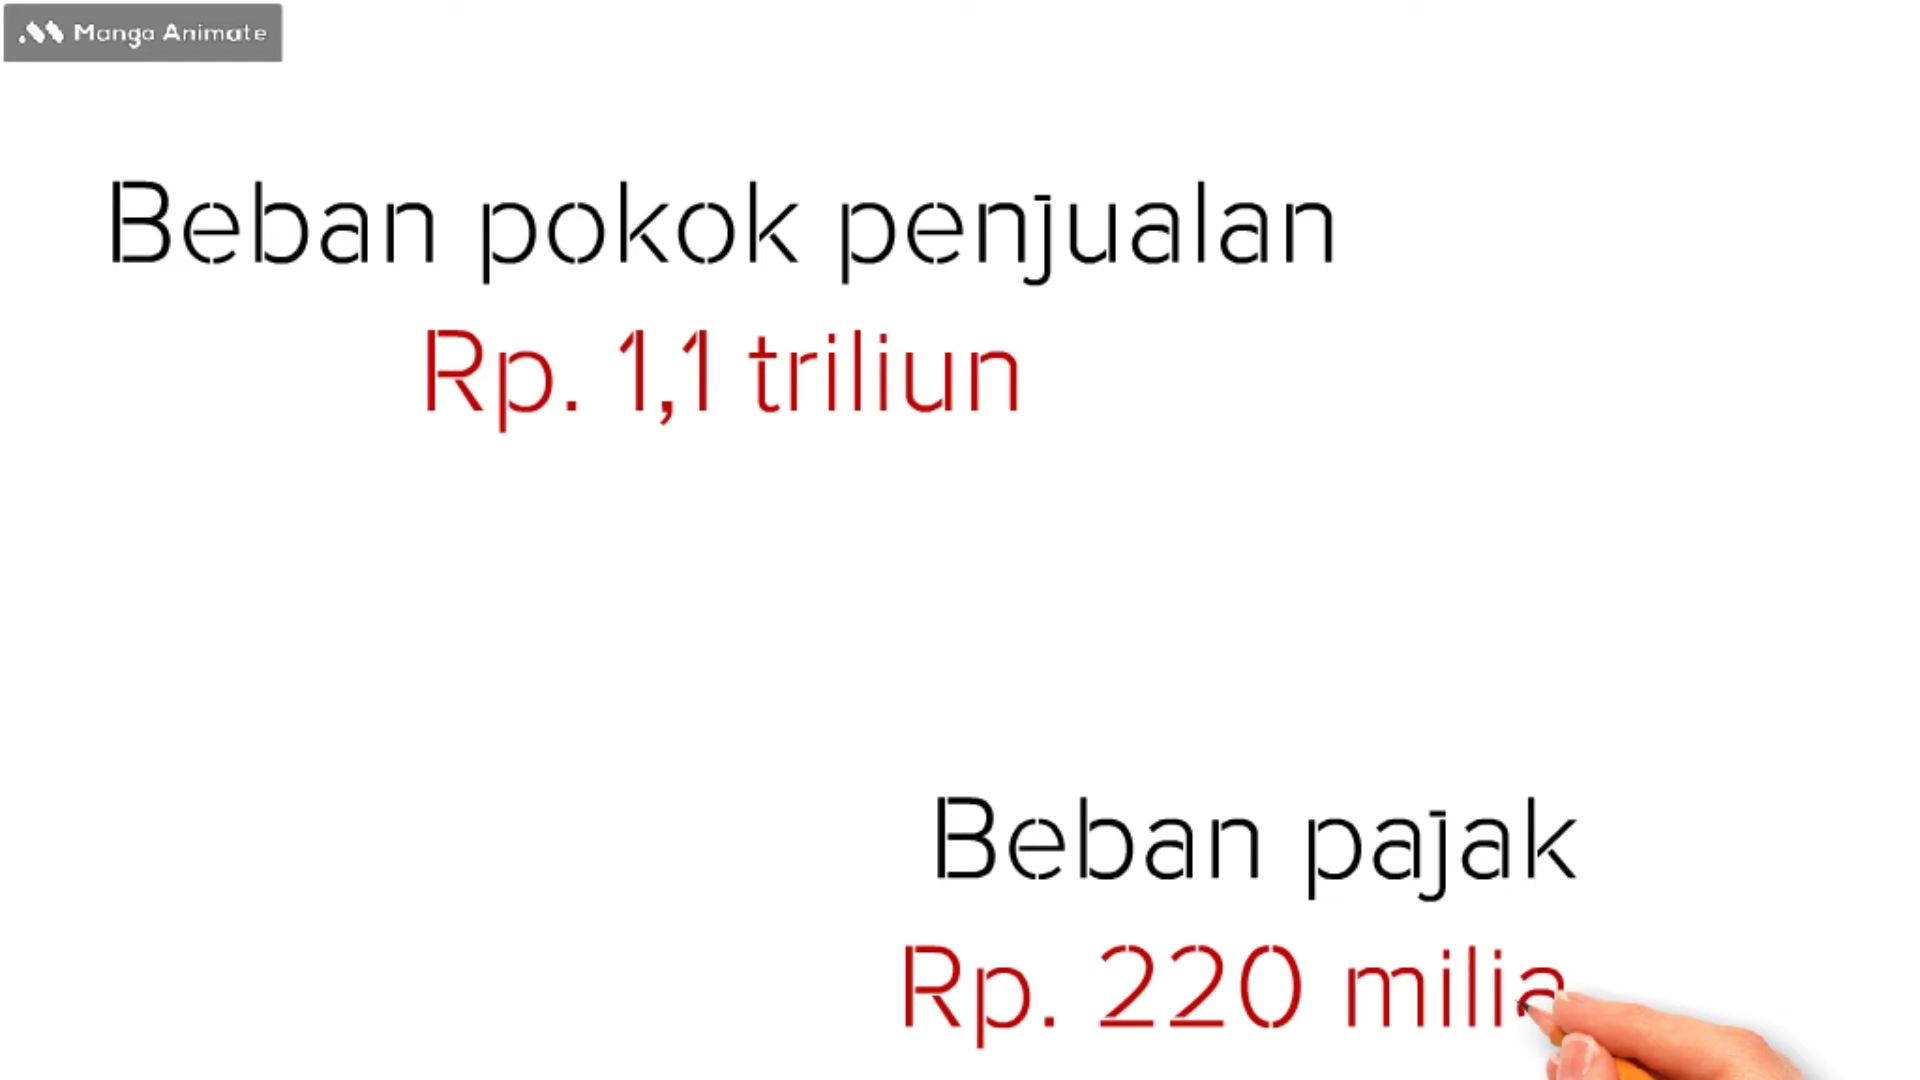 Manga Animate
Beban pokok penjualan
Rp. 1,1 triliun
Beban pajak
Rp. 220 milia